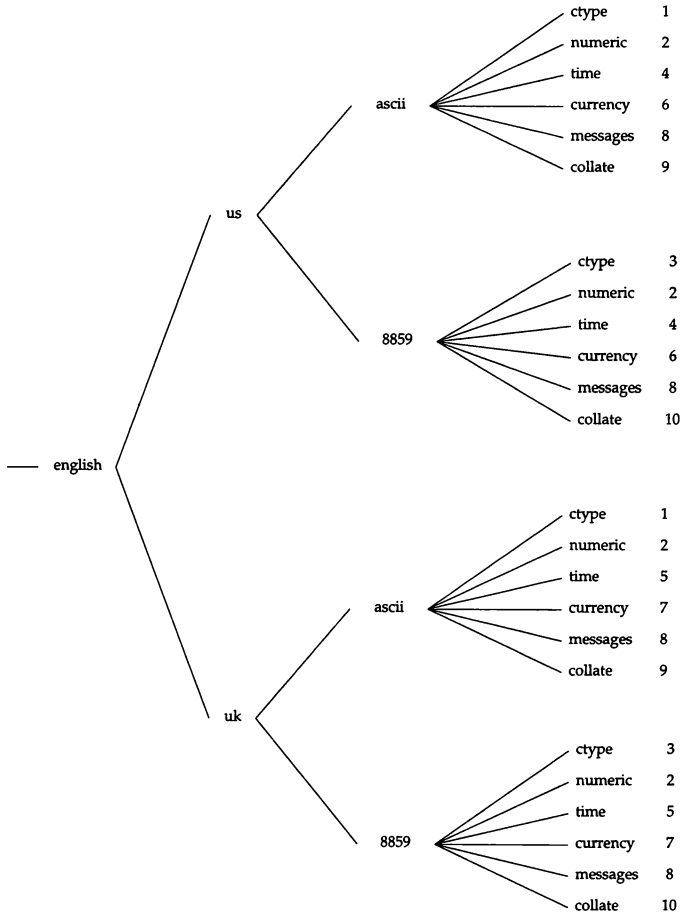 ctype 1
numeric 2
time 4
ascii
currency 6
messages 8
collate 9
us
ctype 3
numeric 2
time 4
8859
currency 6
messages 8
collate 10
english
ctype 1
numeric 2
time 5
ascii
currency 7
messages 8
collate 9
uk
ctype 3
numeric 2
time 5
8859
currency 7
messages 8
collate 10